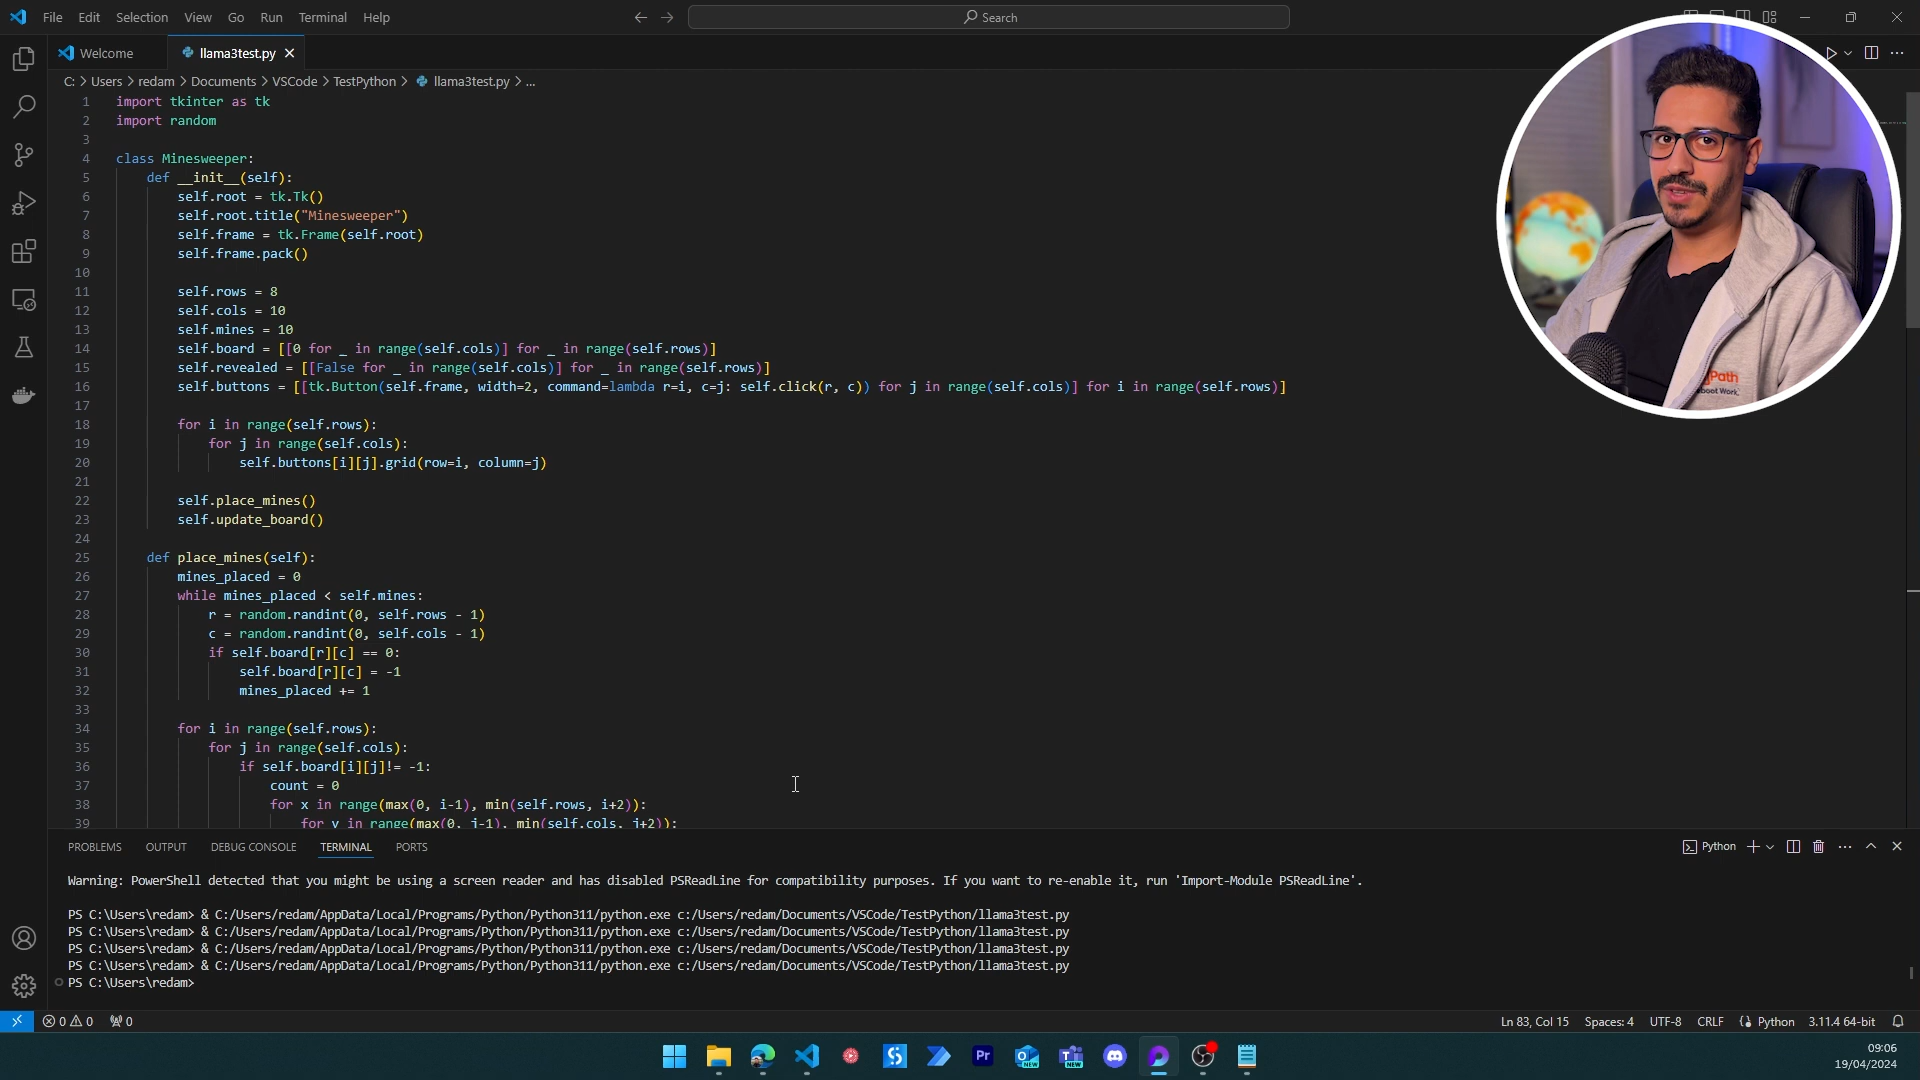 File Edit Selection View Go Run Terminal Help
Search
Welcome
llama3test.py
C: > Users > redam > Documents > VSCode > TestPython > llama3test.py > ...
1 import tkinter as tk
2 import random
3
4 class Minesweeper:
5 def __init__(self):
6 self.root = tk.Tk()
7 self.root.title("Minesweeper")
8 self.frame = tk.Frame(self.root)
9 self.frame.pack()
10
11 self.rows = 8
12 self.cols = 10
13 self.mines = 10
14 self.board = [[0 for _ in range(self.cols)] for _ in range(self.rows)]
15 self.revealed = [[False for _ in range(self.cols)] for _ in range(self.rows)]
16 self.buttons = [[tk.Button(self.frame, width=2, command=lambda r=i, c=j: self.click(r, c)) for j in range(self.cols)] for i in range(self.rows)]
17
18 for i in range(self.rows):
19 for j in range(self.cols):
20 self.buttons[i][j].grid(row=i, column=j)
21
22 self.place_mines()
23 self.update_board()
24
25 def place_mines(self):
26 mines_placed = 0
27 while mines_placed < self.mines:
28 r = random.randint(0, self.rows - 1)
29 c = random.randint(0, self.cols - 1)
30 if self.board[r][c] == 0:
31 self.board[r][c] = -1
32 mines_placed += 1
33
34 for i in range(self.rows):
35 for j in range(self.cols):
36 if self.board[i][j]!= -1:
37 count = 0
38 for x in range(max(0, i-1), min(self.rows, i+2)):
39 for y in range(max(0, j-1), min(self.cols, j+2)):
Path
PROBLEMS OUTPUT DEBUG CONSOLE TERMINAL PORTS
Python
Warning: PowerShell detected that you might be using a screen reader and has disabled PSReadLine for compatibility purposes. If you want to re-enable it, run 'Import-Module PSReadLine'.
PS C:\Users\redam> & C:/Users/redam/AppData/Local/Programs/Python/Python311/python.exe c:/Users/redam/Documents/VSCode/TestPython/llama3test.py
PS C:\Users\redam> & C:/Users/redam/AppData/Local/Programs/Python/Python311/python.exe c:/Users/redam/Documents/VSCode/TestPython/llama3test.py
PS C:\Users\redam> & C:/Users/redam/AppData/Local/Programs/Python/Python311/python.exe c:/Users/redam/Documents/VSCode/TestPython/llama3test.py
PS C:\Users\redam> & C:/Users/redam/AppData/Local/Programs/Python/Python311/python.exe c:/Users/redam/Documents/VSCode/TestPython/llama3test.py
PS C:\Users\redam>
0 0 0
Ln 83, Col 15 Spaces: 4 UTF-8 CRLF Python 3.11.4 64-bit
Pr
NEW
NEW
09:06
19/04/2024